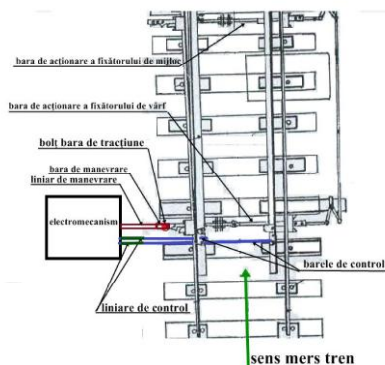 bara de acționare a fixătorului de mijloc
bara de acționare a fixătorului de vârf
bolț bara de tracțiune
bara de manevrare
liniar de manevrare
electromecanism
barele de control
liniare de control
sens mers tren